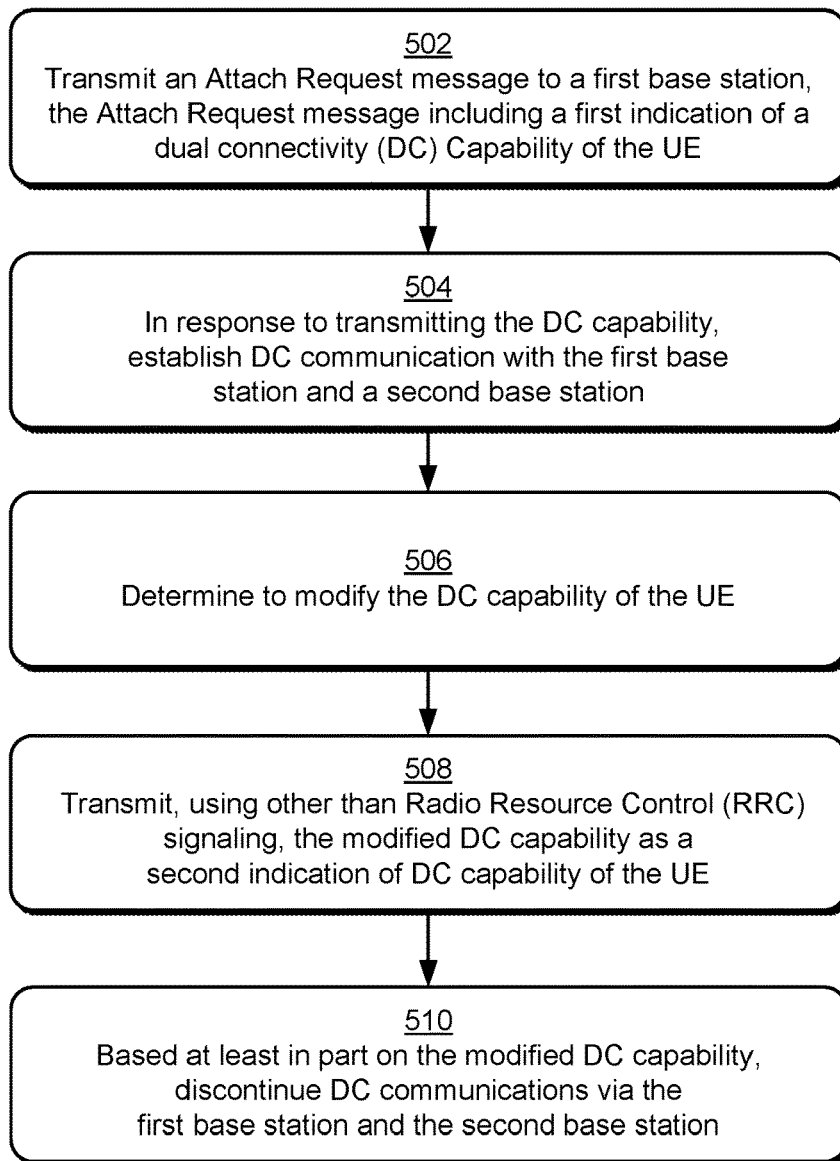 502
Transmit an Attach Request message to a first base station,
the Attach Request message including a first indication of a
dual connectivity (DC) Capability of the UE
504
In response to transmitting the DC capability,
establish DC communication with the first base
station and a second base station
506
Determine to modify the DC capability of the UE
508
Transmit, using other than Radio Resource Control (RRC)
signaling, the modified DC capability as a
second indication of DC capability of the UE
510
Based at least in part on the modified DC capability,
discontinue DC communications via the
first base station and the second base station